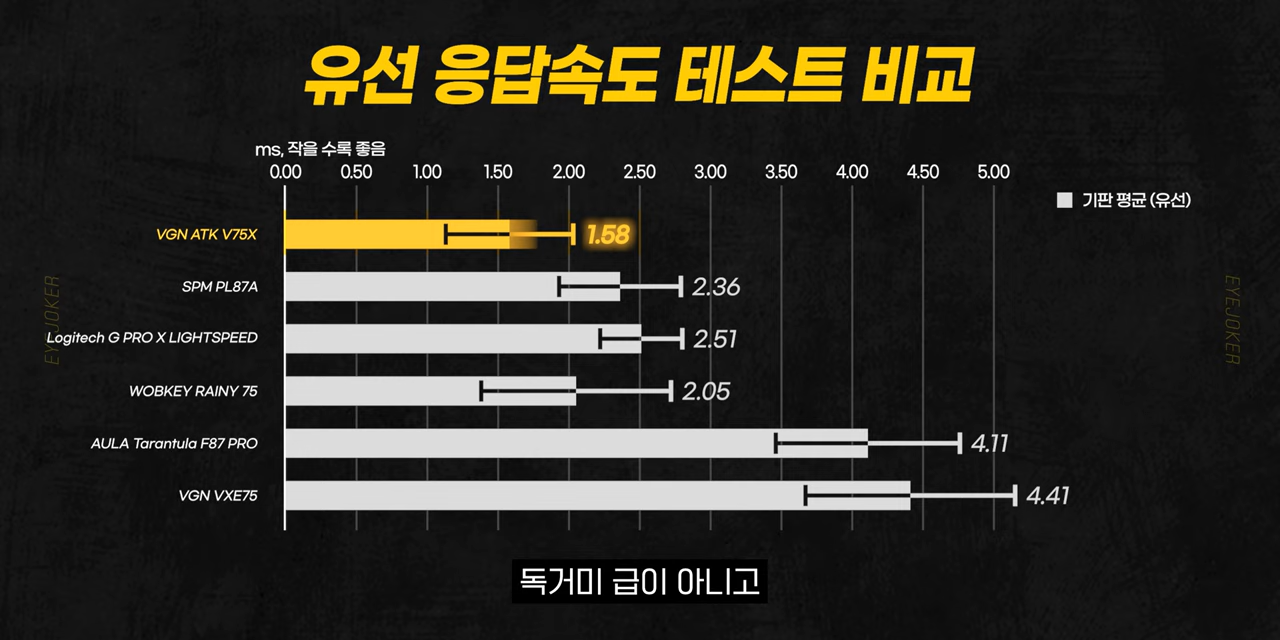 유선 응답속도 테스트 비교
ms, 작을 수록 좋음
0.00 0.50 1.00 1.50 2.00 2.50 3.00 3.50 4.00 4.50 5.00
기판 평균 (유선)
VGN ATK V75X 1.58
SPM PL87A 2.36
Logitech G PRO X LIGHTSPEED 2.51
WOBKEY RAINY 75 2.05
AULA Tarantula F87 PRO 4.11
VGN VXE75 4.41
EYEJOKER
EYEJOKER
독거미 급이 아니고